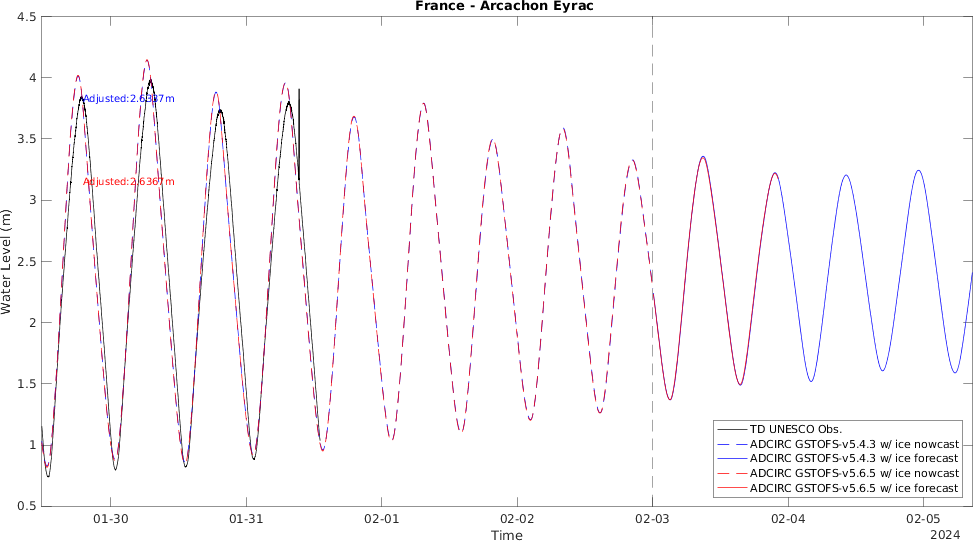 France - Arcachon Eyrac
4.5
4
3.5
3
2.5
2
1.5
1
0.5
Water Level (m)
Adjusted:2.6337m
Adjusted:2.6367m
TD UNESCO Obs.
ADCIRC GSTOFS-v5.4.3 w/ ice nowcast
ADCIRC GSTOFS-v5.4.3 w/ ice forecast
ADCIRC GSTOFS-v5.6.5 w/ ice nowcast
ADCIRC GSTOFS-v5.6.5 w/ ice forecast
01-30 01-31 02-01 02-02 02-03 02-04 02-05
Time
2024